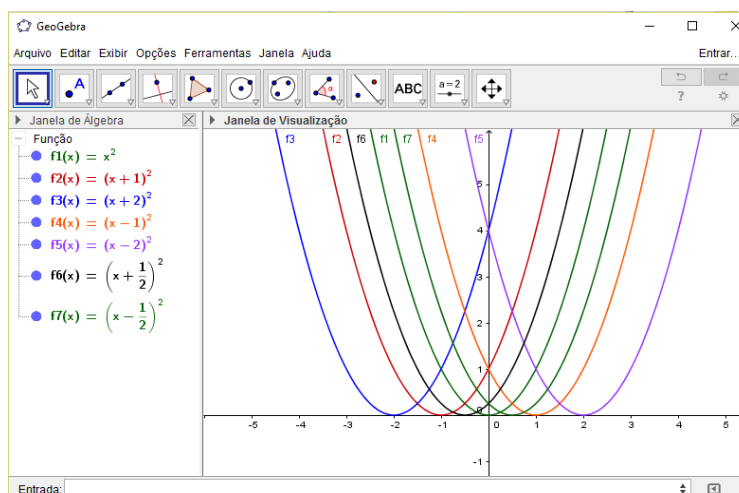 GeoGebra
Arquivo Editar Exibir Opções Ferramentas Janela Ajuda Entrar...
A α ABC a=2 ?
Janela de Álgebra Janela de Visualização
Função
f1(x) = x²
f2(x) = (x + 1)²
f3(x) = (x + 2)²
f4(x) = (x − 1)²
f5(x) = (x − 2)²
f6(x) = (x + 1/2)²
f7(x) = (x − 1/2)²
f3 f2 f6 f1 f7 f4 f5
5
4
3
2
1
0
-5 -4 -3 -2 -1 0 1 2 3 4 5
-1
Entrada: